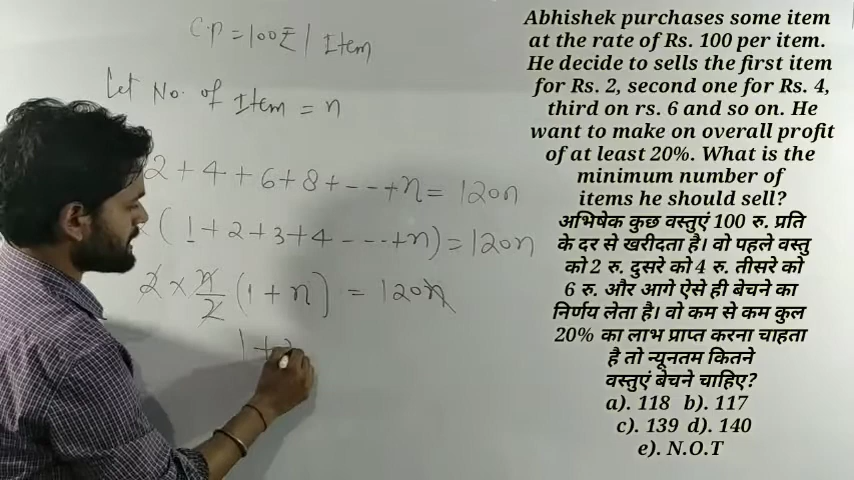 C.P = 100₹ / Item
Let No. of Item = n
2 + 4 + 6 + 8 + - - - + n = 120n
( 1 + 2 + 3 + 4 - - - - + n) = 120n
2 × n/2 (1 + n) = 120n
1 +
Abhishek purchases some item
at the rate of Rs. 100 per item.
He decide to sells the first item
for Rs. 2, second one for Rs. 4,
third on rs. 6 and so on. He
want to make on overall profit
of at least 20%. What is the
minimum number of
items he should sell?
अभिषेक कुछ वस्तुएं 100 रु. प्रति
के दर से खरीदता है। वो पहले वस्तु
को 2 रु. दुसरे को 4 रु. तीसरे को
6 रु. और आगे ऐसे ही बेचने का
निर्णय लेता है। वो कम से कम कुल
20% का लाभ प्राप्त करना चाहता
है तो न्यूनतम कितने
वस्तुएं बेचने चाहिए?
a). 118 b). 117
c). 139 d). 140
e). N.O.T